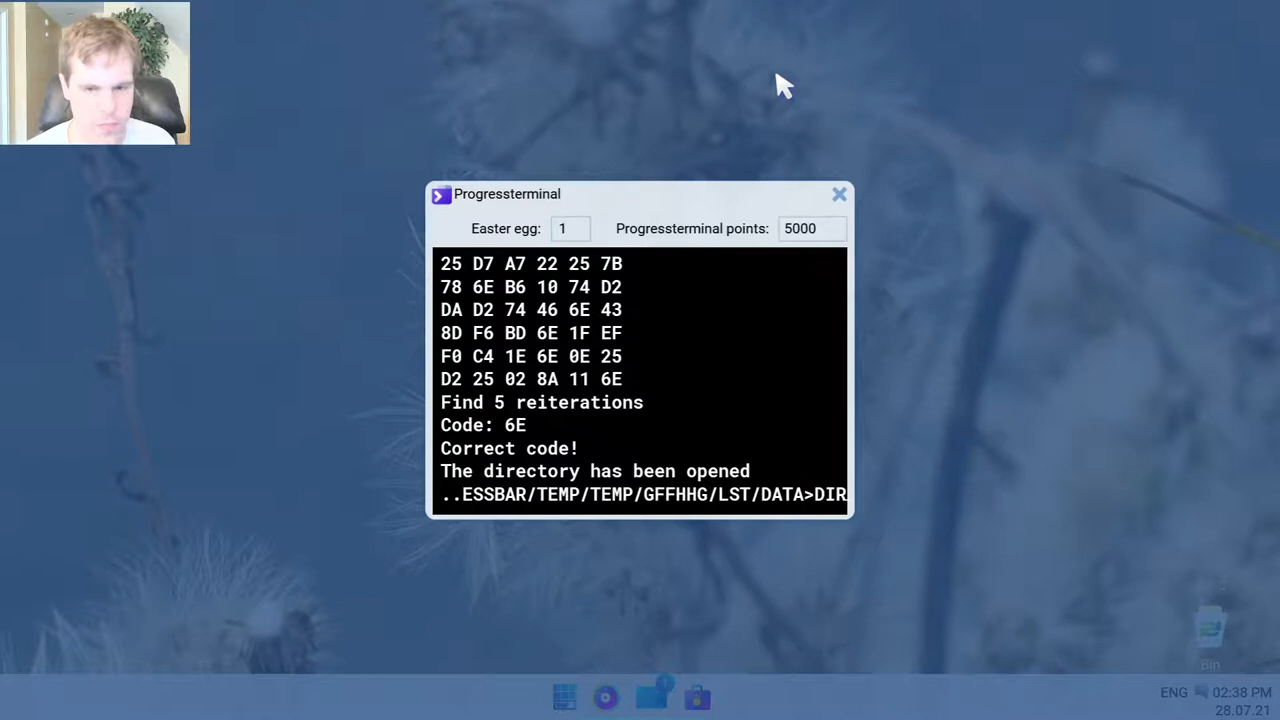 Progressterminal
Easter egg: 1 Progressterminal points: 5000
25 D7 A7 22 25 7B
78 6E B6 10 74 D2
DA D2 74 46 6E 43
8D F6 BD 6E 1F EF
F0 C4 1E 6E 0E 25
D2 25 02 8A 11 6E
Find 5 reiterations
Code: 6E
Correct code!
The directory has been opened
..ESSBAR/TEMP/TEMP/GFFHHG/LST/DATA>DIR
Bin
ENG 02:38 PM
28.07.21